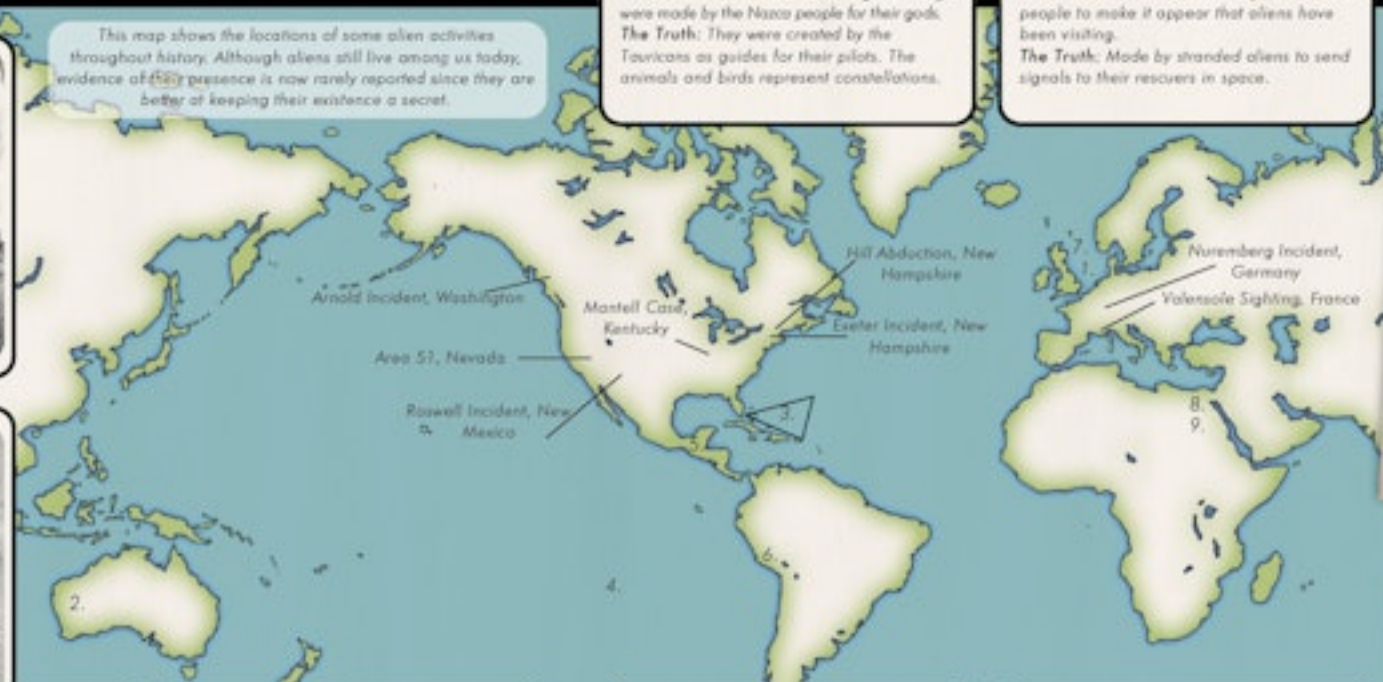 This map shows the locations of some alien activities
throughout history. Although aliens still live among us today,
evidence of their presence is now rarely reported since they are
better at keeping their existence a secret.
were made by the Nazca people for their gods.
The Truth: They were created by the
Tauricans as guides for their pilots. The
animals and birds represent constellations.
people to make it appear that aliens have
been visiting.
The Truth: Made by stranded aliens to send
signals to their rescuers in space.
Hill Abduction, New
Hampshire
7.
1.
Nuremberg Incident,
Germany
Arnold Incident, Washington
Mantell Case,
Kentucky
Valensole Sighting, France
Exeter Incident, New
Hampshire
Area 51, Nevada
Roswell Incident, New
Mexico
3.
8.
9.
6.
4.
2.